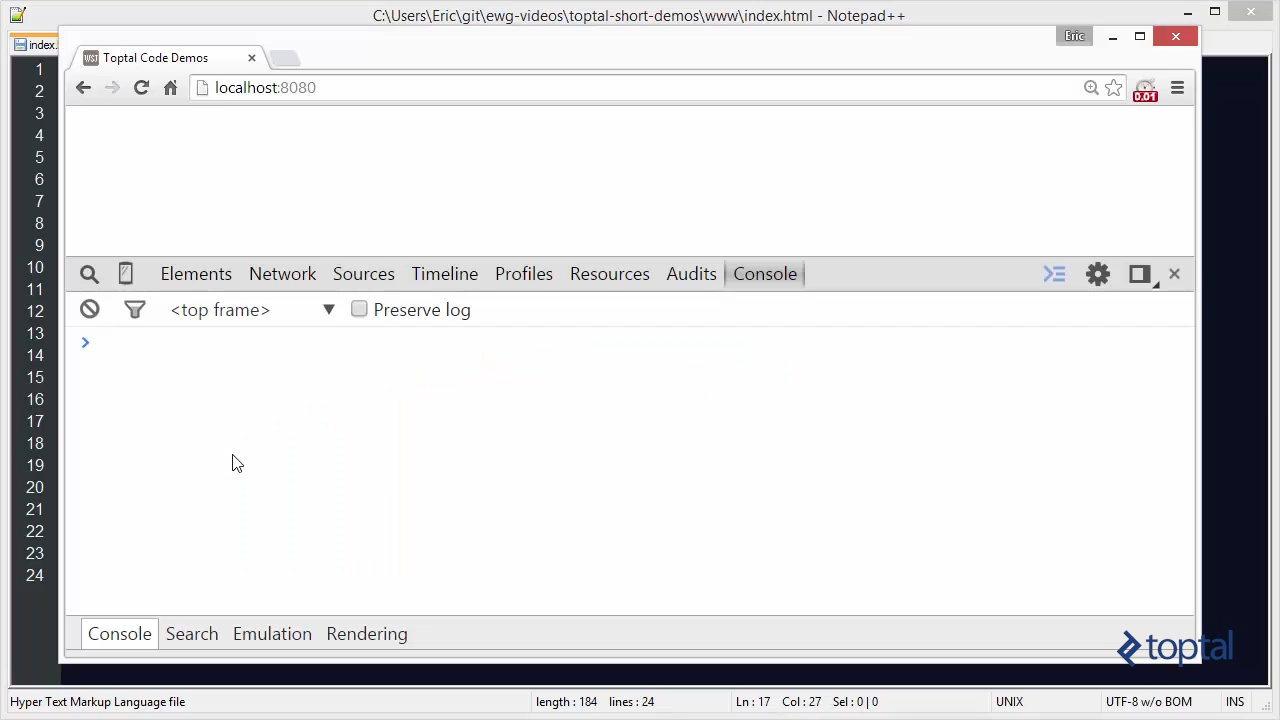 C:\Users\Eric\git\ewg-videos\toptal-short-demos\www\index.html - Notepad++
Eric
index.
Toptal Code Demos
localhost:8080
0.01
Elements Network Sources Timeline Profiles Resources Audits Console
<top frame> Preserve log
>
1
2
3
4
5
6
7
8
9
10
11
12
13
14
15
16
17
18
19
20
21
22
23
24
Console Search Emulation Rendering
toptal
Hyper Text Markup Language file length : 184 lines : 24 Ln : 17 Col : 27 Sel : 0 | 0 UNIX UTF-8 w/o BOM INS